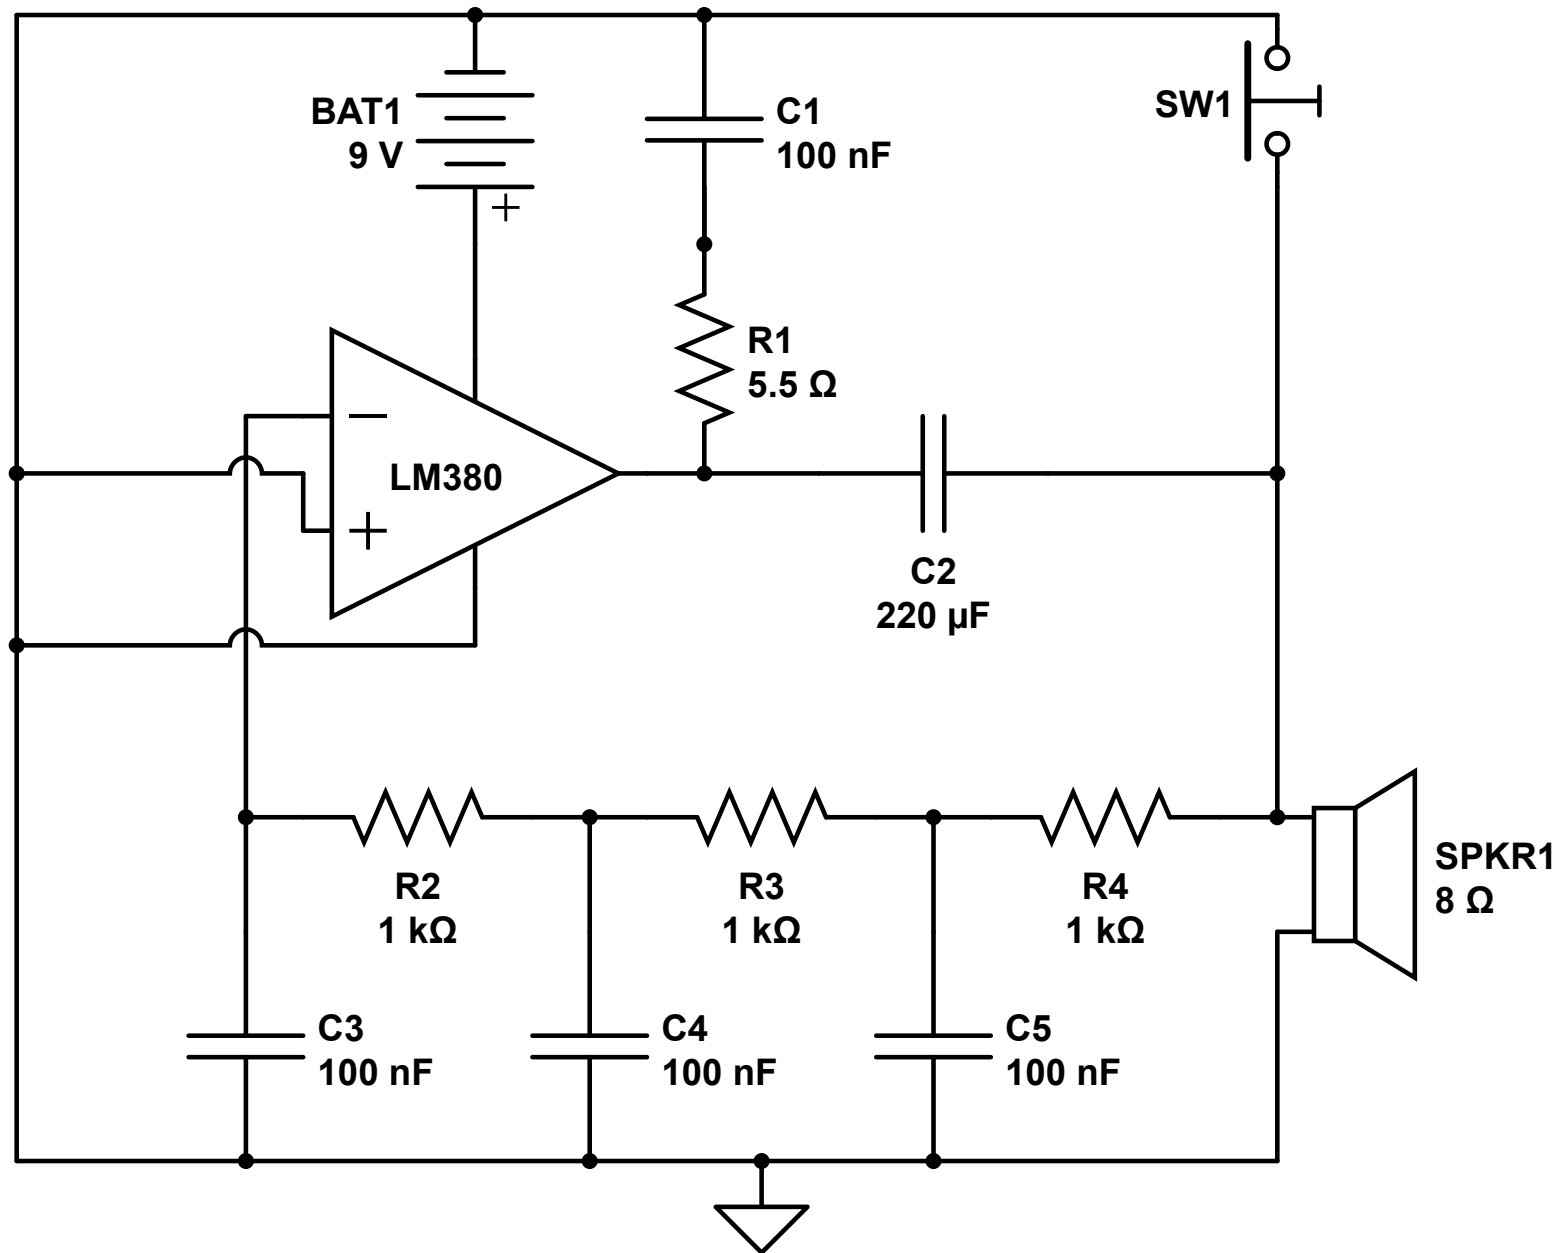 BAT1
9 V
C1
100 nF
SW1
R1
5.5 Ω
LM380
C2
220 µF
R2
1 kΩ
R3
1 kΩ
R4
1 kΩ
SPKR1
8 Ω
C3
100 nF
C4
100 nF
C5
100 nF